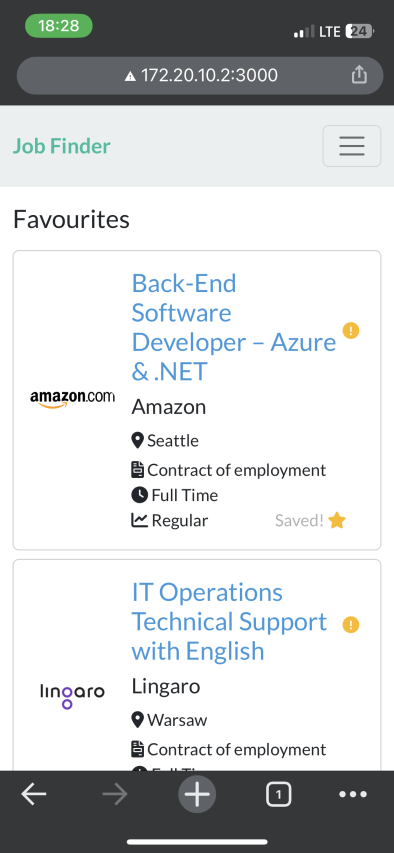 18:28
LTE 24
172.20.10.2:3000
Job Finder
Favourites
Back-End
Software
Developer – Azure
& .NET
amazon.com
Amazon
Seattle
Contract of employment
Full Time
Regular
Saved!
IT Operations
Technical Support
with English
lingaro
Lingaro
Warsaw
Contract of employment
1